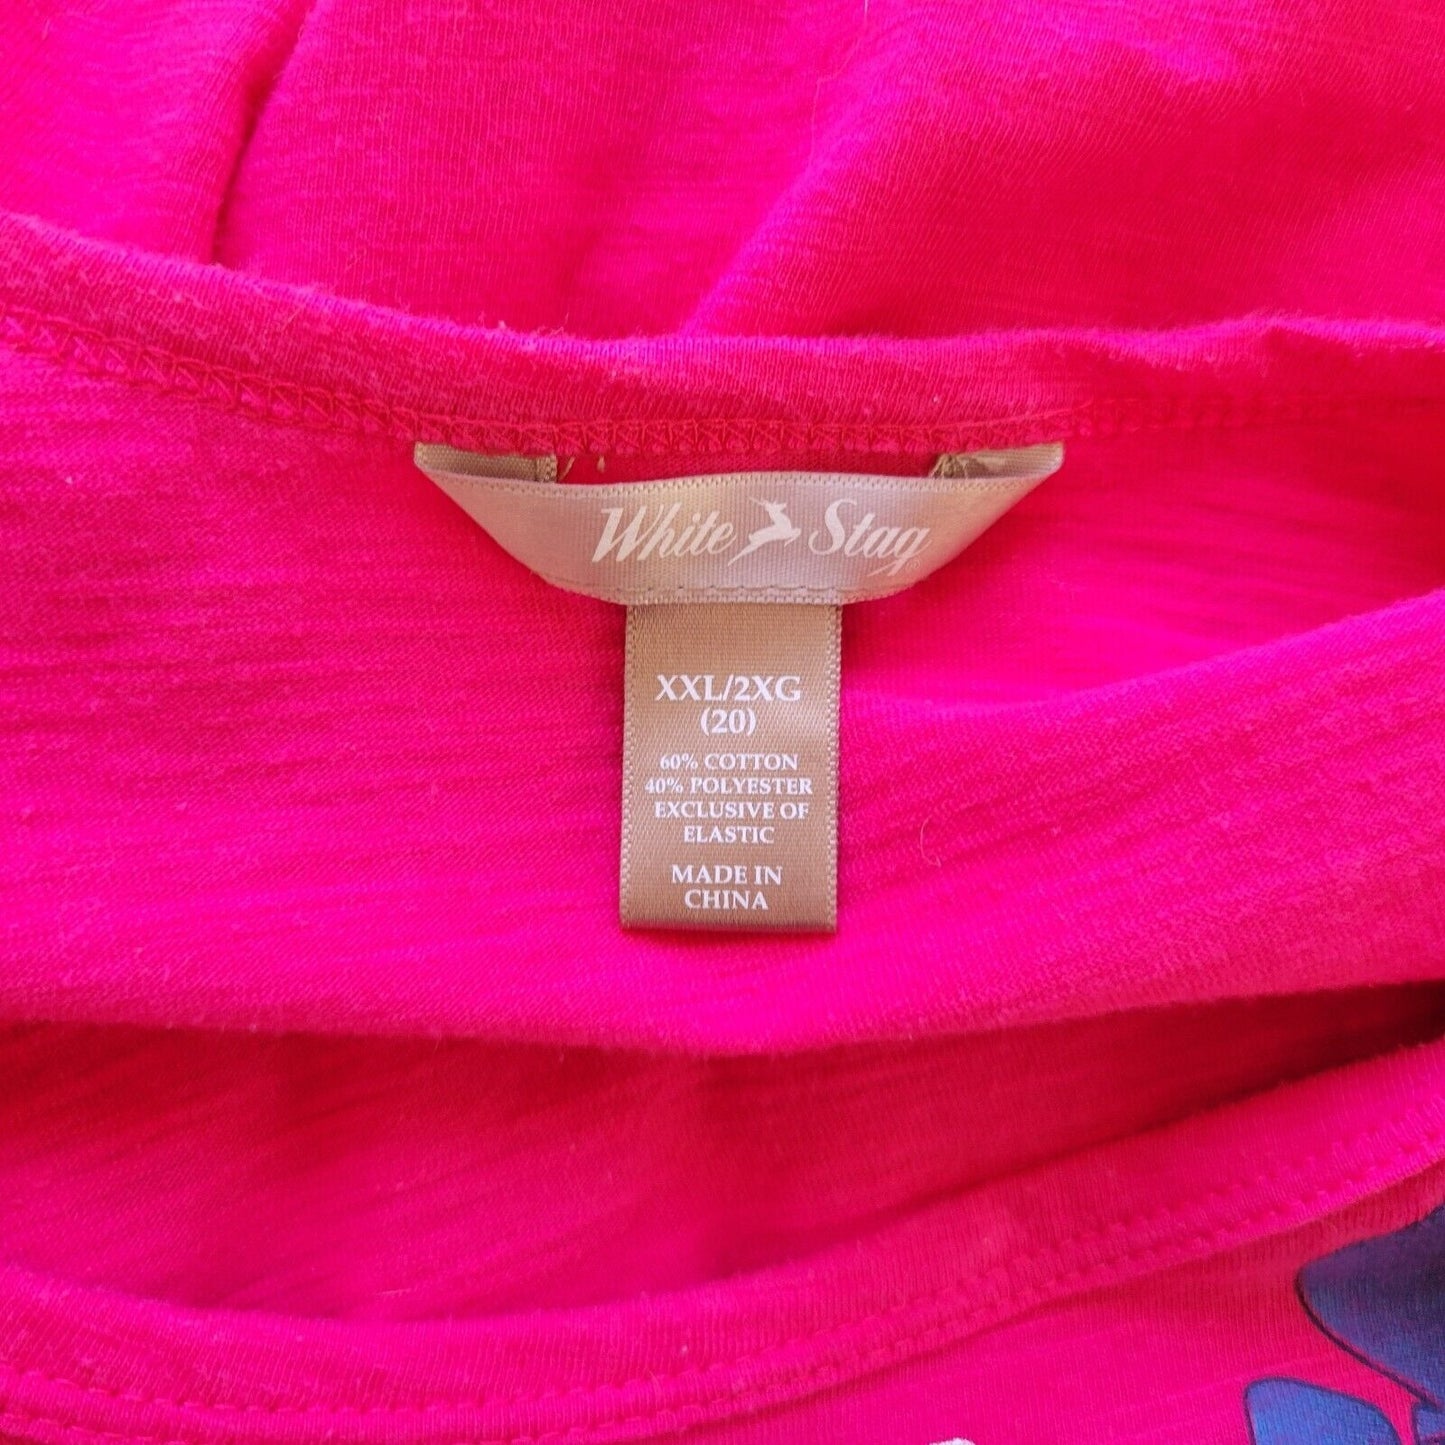 White Stag®
XXL/2XG
(20)
60% COTTON
40% POLYESTER
EXCLUSIVE OF
ELASTIC
MADE IN
CHINA